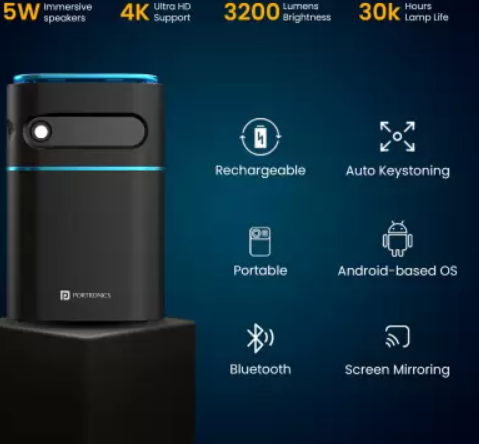 5W Immersive speakers
4K Ultra HD Support
3200 Lumens Brightness
30k Hours Lamp Life
Rechargeable
Auto Keystoning
Portable
Android-based OS
PORTRONICS
Bluetooth
Screen Mirroring